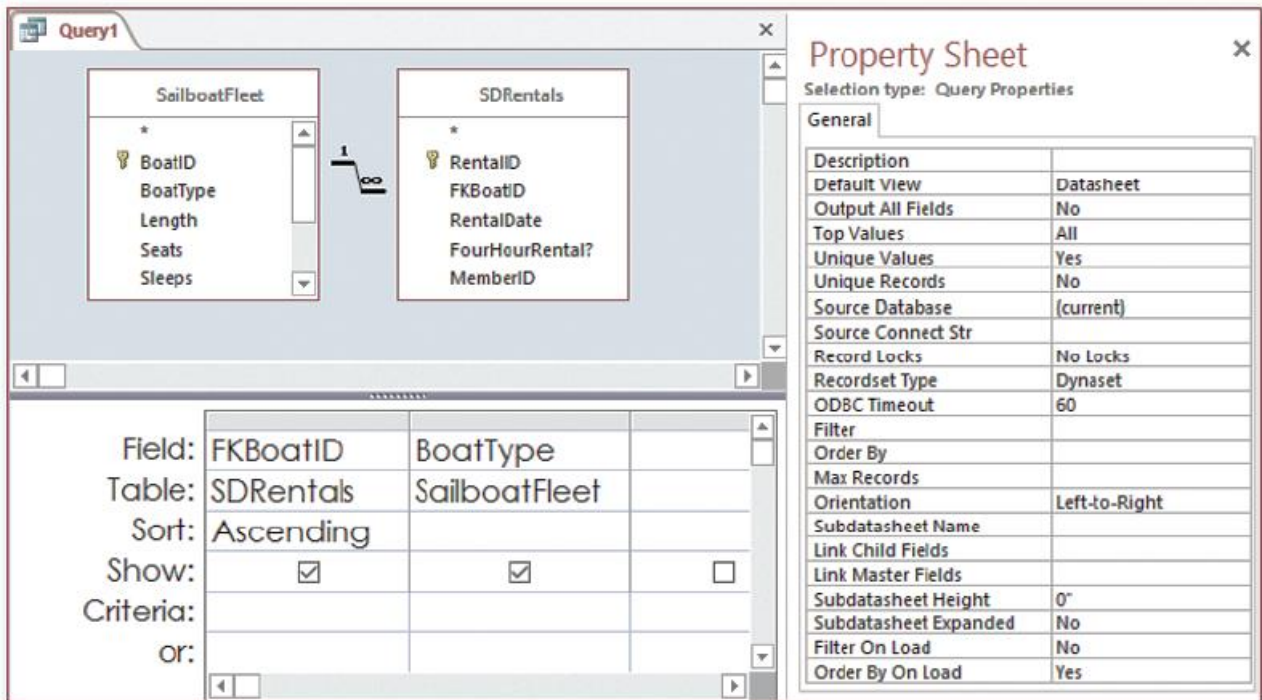 Query1
SailboatFleet
*
BoatID
BoatType
Length
Seats
Sleeps
1
∞
SDRentals
*
RentalID
FKBoatID
RentalDate
FourHourRental?
MemberID
Field: FKBoatID BoatType
Table: SDRentals SailboatFleet
Sort: Ascending
Show:
Criteria:
or:
Property Sheet
Selection type: Query Properties
General
Description
Default View Datasheet
Output All Fields No
Top Values All
Unique Values Yes
Unique Records No
Source Database (current)
Source Connect Str
Record Locks No Locks
Recordset Type Dynaset
ODBC Timeout 60
Filter
Order By
Max Records
Orientation Left-to-Right
Subdatasheet Name
Link Child Fields
Link Master Fields
Subdatasheet Height 0"
Subdatasheet Expanded No
Filter On Load No
Order By On Load Yes